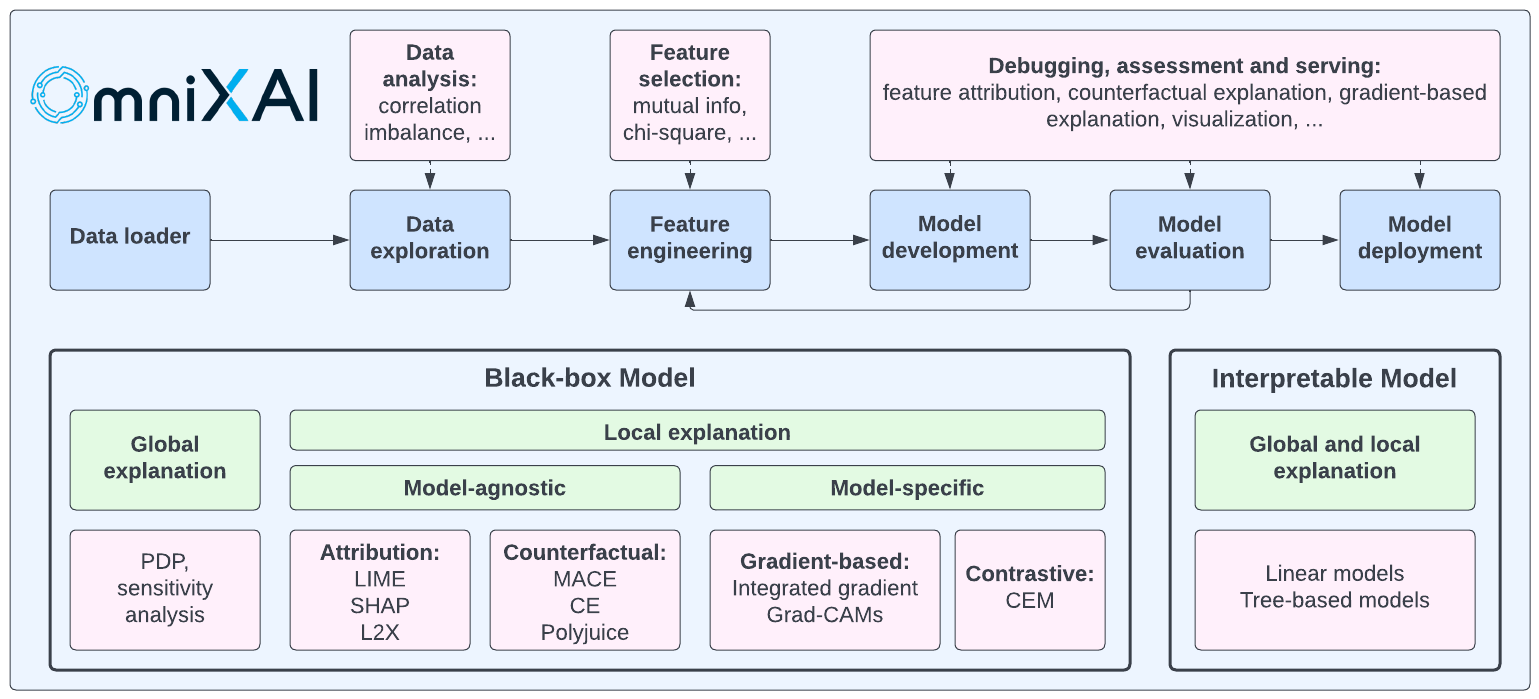 OmniXAI
Data
analysis:
correlation
imbalance, ...
Feature
selection:
mutual info,
chi-square, ...
Debugging, assessment and serving:
feature attribution, counterfactual explanation, gradient-based
explanation, visualization, ...
Data loader
Data
exploration
Feature
engineering
Model
development
Model
evaluation
Model
deployment
Black-box Model
Global
explanation
Local explanation
Model-agnostic
Model-specific
PDP,
sensitivity
analysis
Attribution:
LIME
SHAP
L2X
Counterfactual:
MACE
CE
Polyjuice
Gradient-based:
Integrated gradient
Grad-CAMs
Contrastive:
CEM
Interpretable Model
Global and local
explanation
Linear models
Tree-based models